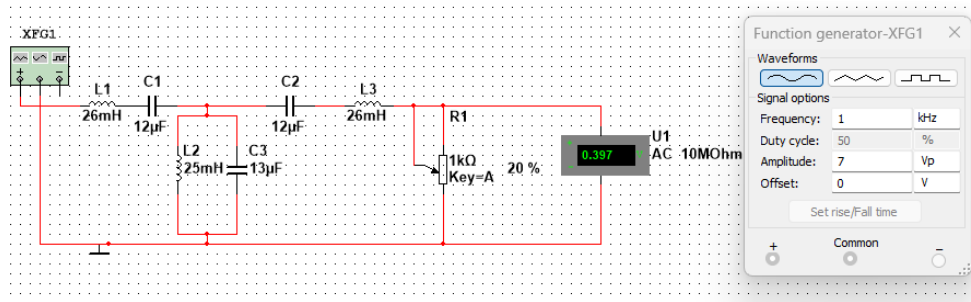 XFG1
L1
26mH
C1
12µF
C2
12µF
L3
26mH
L2
25mH
C3
13µF
R1
1kΩ
Key=A
20 %
0.397
U1
AC 10MOhm
Function generator-XFG1
Waveforms
Signal options
Frequency: 1 kHz
Duty cycle: 50 %
Amplitude: 7 Vp
Offset: 0 V
Set rise/Fall time
+ Common −